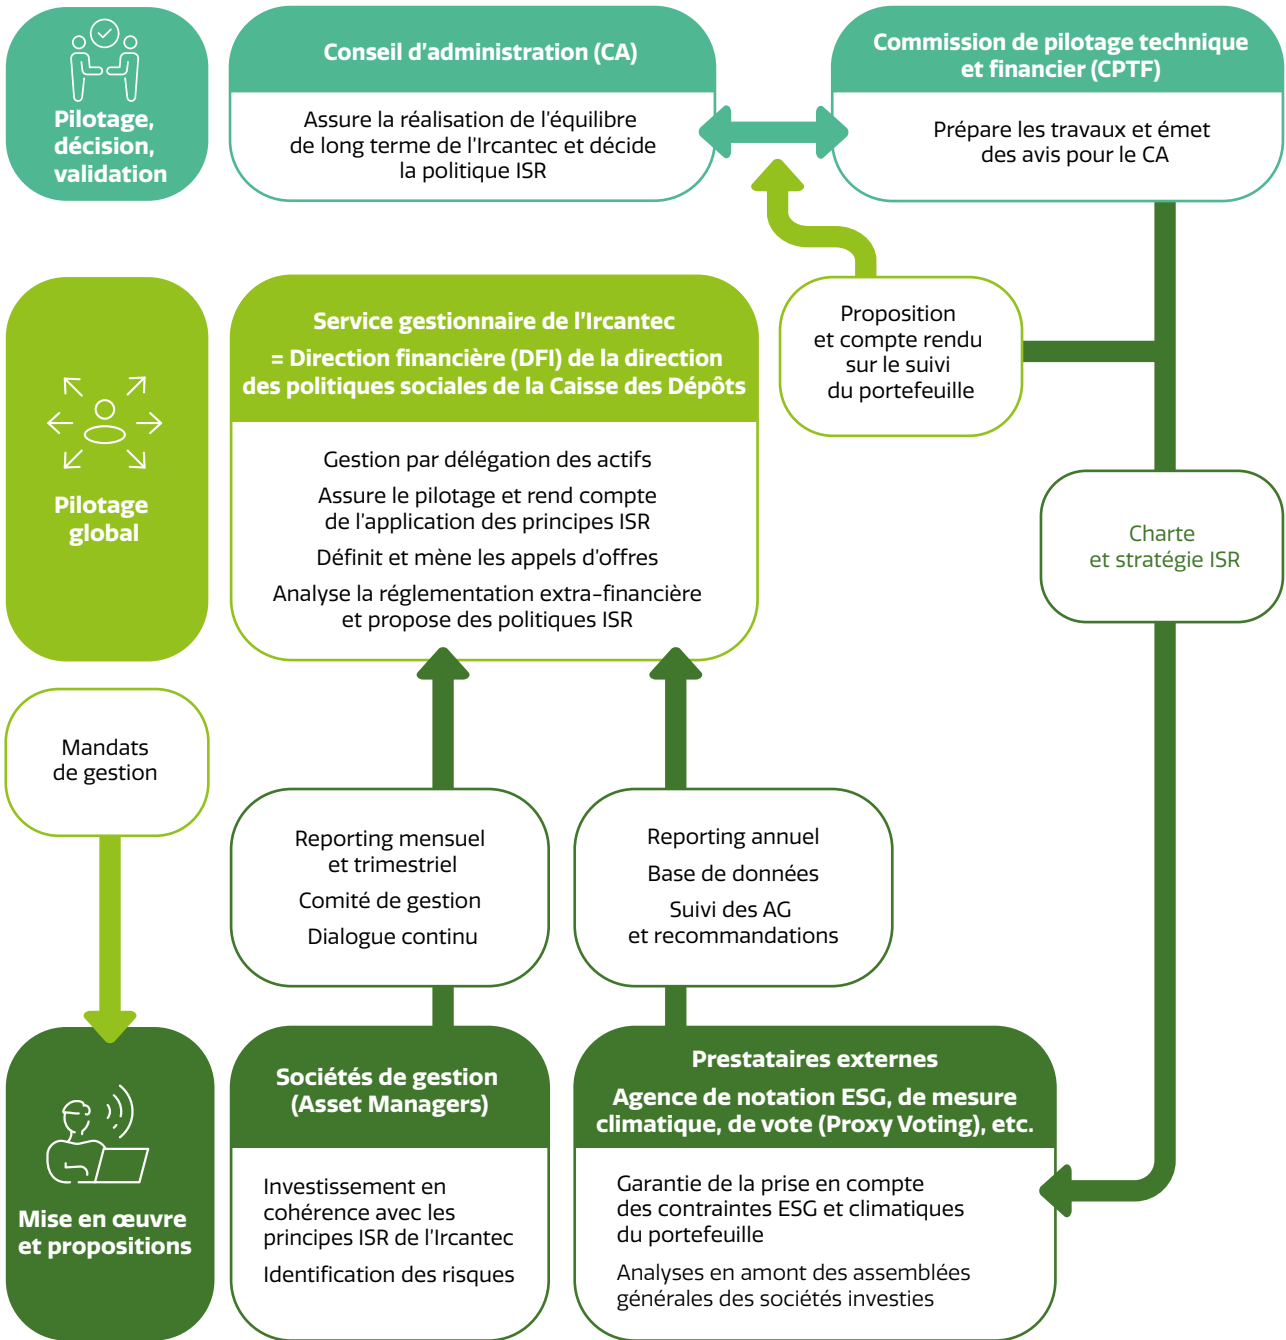 Pilotage,
décision,
validation
Conseil d'administration (CA)
Assure la réalisation de l'équilibre
de long terme de l'Ircantec et décide
la politique ISR
Commission de pilotage technique
et financier (CPTF)
Prépare les travaux et émet
des avis pour le CA
Pilotage
global
Service gestionnaire de l'Ircantec
= Direction financière (DFI) de la direction
des politiques sociales de la Caisse des Dépôts
Gestion par délégation des actifs
Assure le pilotage et rend compte
de l'application des principes ISR
Définit et mène les appels d'offres
Analyse la réglementation extra-financière
et propose des politiques ISR
Proposition
et compte rendu
sur le suivi
du portefeuille
Charte
et stratégie ISR
Mandats
de gestion
Reporting mensuel
et trimestriel
Comité de gestion
Dialogue continu
Reporting annuel
Base de données
Suivi des AG
et recommandations
Mise en œuvre
et propositions
Sociétés de gestion
(Asset Managers)
Investissement en
cohérence avec les
principes ISR de l'Ircantec
Identification des risques
Prestataires externes
Agence de notation ESG, de mesure
climatique, de vote (Proxy Voting), etc.
Garantie de la prise en compte
des contraintes ESG et climatiques
du portefeuille
Analyses en amont des assemblées
générales des sociétés investies